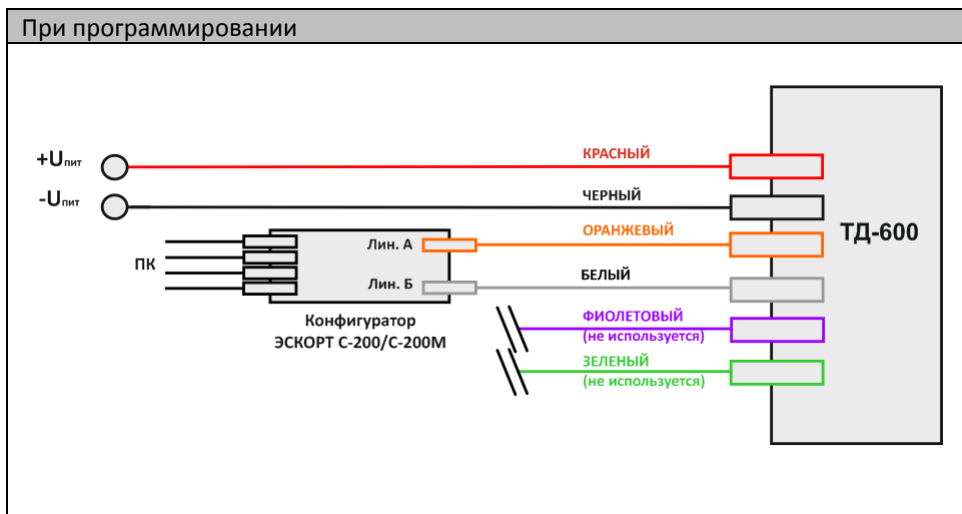 При программировании
+Uпит
КРАСНЫЙ
-Uпит
ЧЕРНЫЙ
ОРАНЖЕВЫЙ
ТД-600
Лин. А
ПК
БЕЛЫЙ
Лин. Б
Конфигуратор
ЭСКОРТ С-200/С-200М
ФИОЛЕТОВЫЙ
(не используется)
ЗЕЛЕНЫЙ
(не используется)